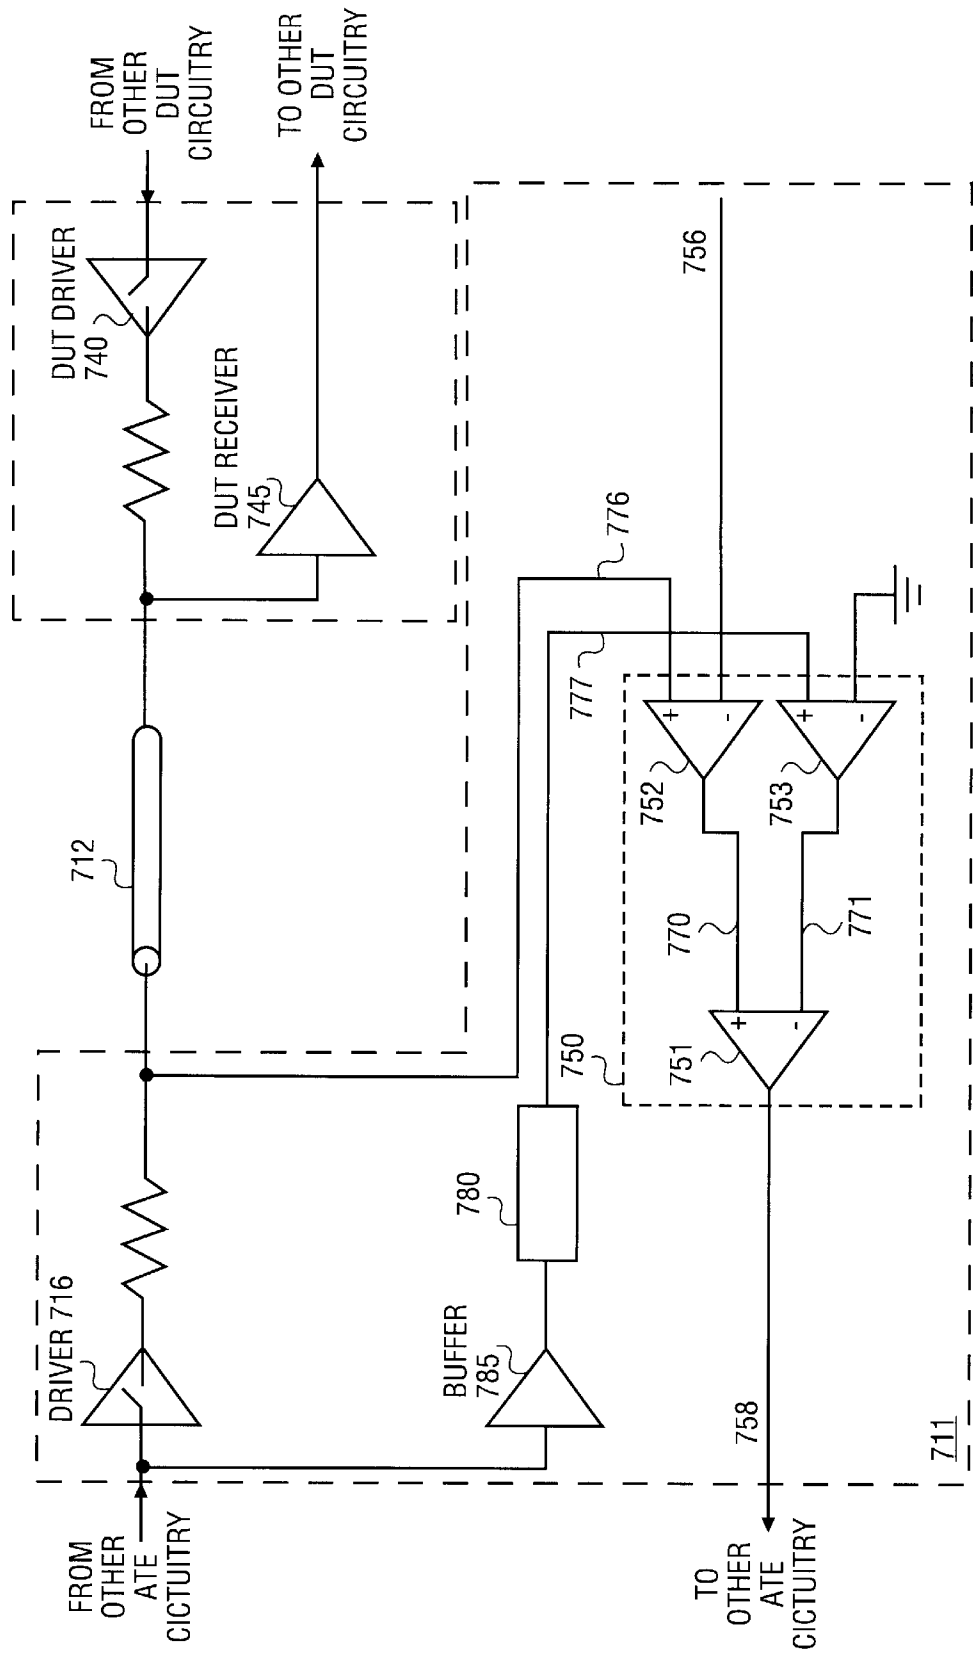 FROM
OTHER
ATE
CICTUITRY
DRIVER 716
712
DUT DRIVER
740
FROM
OTHER
DUT
CIRCUITRY
DUT RECEIVER
745
TO OTHER
DUT
CIRCUITRY
BUFFER
785
780
777
776
750
751
+
-
770
771
752
+
-
753
+
-
756
758
TO
OTHER
ATE
CICTUITRY
711